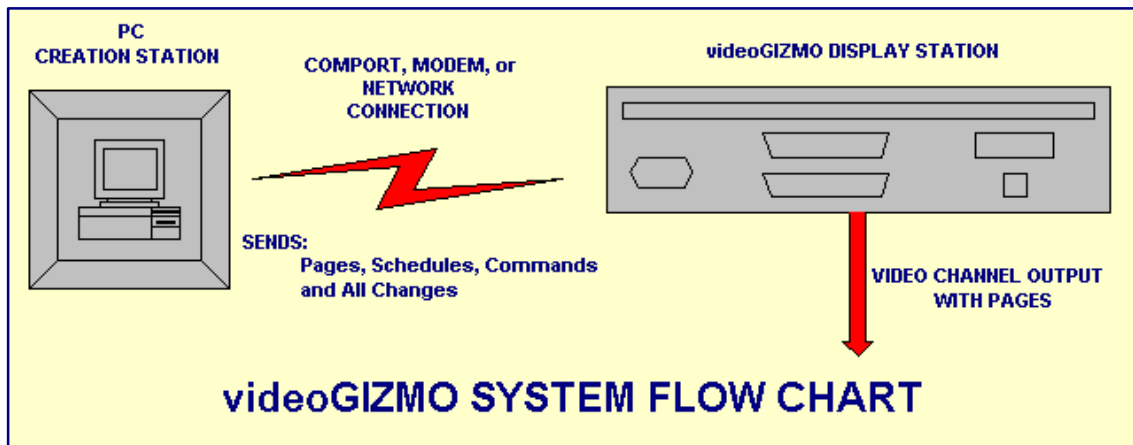 PC
CREATION STATION
COMPORT, MODEM, or
NETWORK
CONNECTION
videoGIZMO DISPLAY STATION
SENDS:
Pages, Schedules, Commands
and All Changes
VIDEO CHANNEL OUTPUT
WITH PAGES
videoGIZMO SYSTEM FLOW CHART